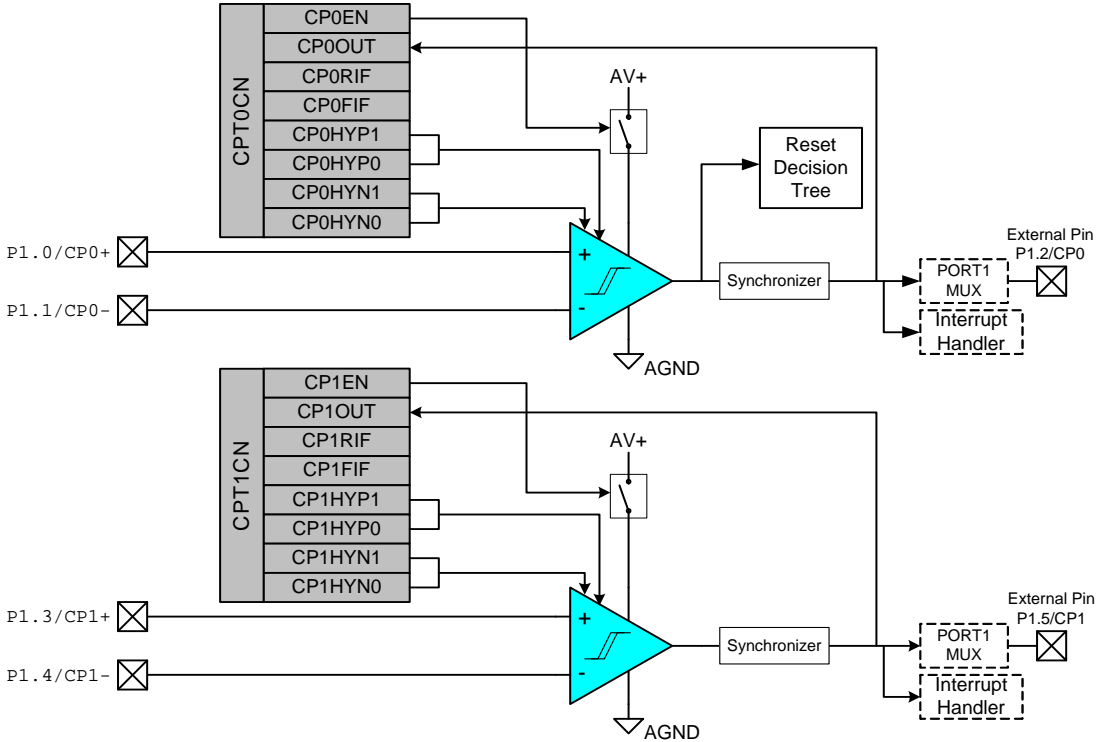 CPT0CN
CP0EN
CP0OUT
CP0RIF
CP0FIF
CP0HYP1
CP0HYP0
CP0HYN1
CP0HYN0
AV+
Reset
Decision
Tree
P1.0/CP0+
P1.1/CP0-
+
-
Synchronizer
AGND
PORT1
MUX
Interrupt
Handler
External Pin
P1.2/CP0
CPT1CN
CP1EN
CP1OUT
CP1RIF
CP1FIF
CP1HYP1
CP1HYP0
CP1HYN1
CP1HYN0
AV+
P1.3/CP1+
P1.4/CP1-
+
-
Synchronizer
AGND
PORT1
MUX
Interrupt
Handler
External Pin
P1.5/CP1